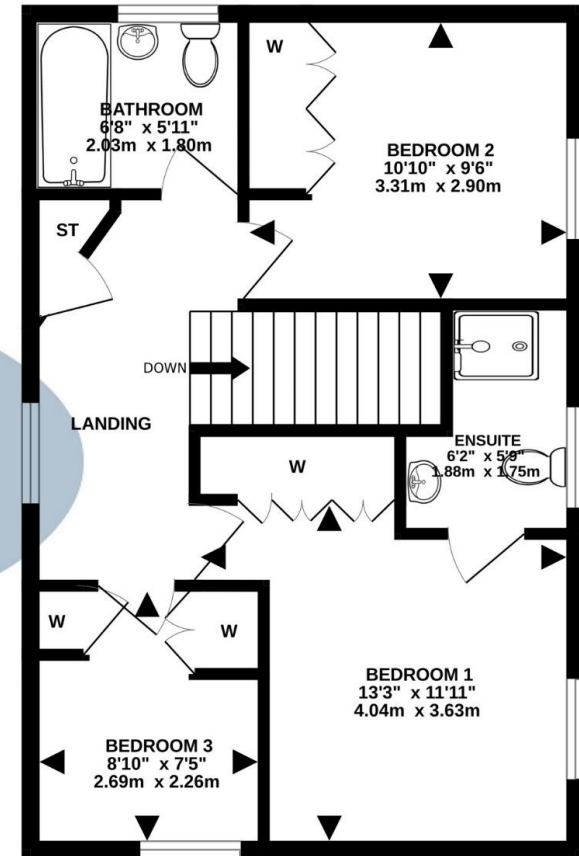 BATHROOM
6'8" x 5'11"
2.03m x 1.80m
W
BEDROOM 2
10'10" x 9'6"
3.31m x 2.90m
ST
DOWN
LANDING
ENSUITE
6'2" x 5'9"
1.88m x 1.75m
W
W
W
BEDROOM 1
13'3" x 11'11"
4.04m x 3.63m
BEDROOM 3
8'10" x 7'5"
2.69m x 2.26m